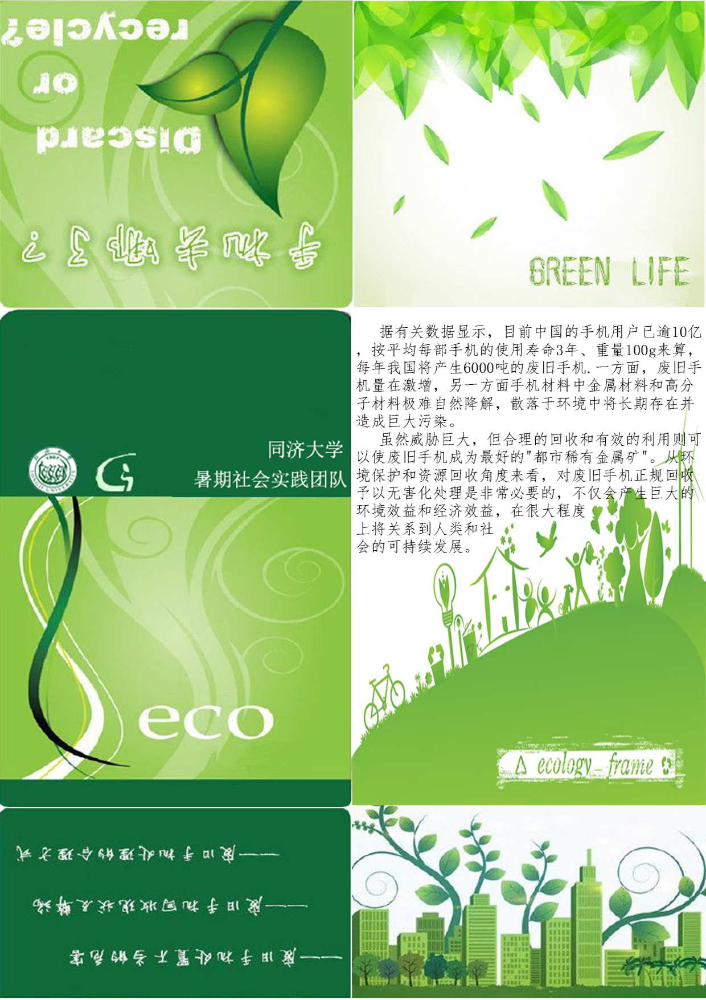 Discard
or
recycle?
手机去哪了?
GREEN LIFE
同济大学
暑期社会实践团队
eco
——废旧手机处置不当的危害
——废旧手机回收现状及弊端
——废旧手机处理的合理方式
据有关数据显示，目前中国的手机用户已逾10亿
，按平均每部手机的使用寿命3年、重量100g来算，
每年我国将产生6000吨的废旧手机.一方面，废旧手
机量在激增，另一方面手机材料中金属材料和高分
子材料极难自然降解，散落于环境中将长期存在并
造成巨大污染。
虽然威胁巨大，但合理的回收和有效的利用则可
以使废旧手机成为最好的"都市稀有金属矿"。从环
境保护和资源回收角度来看，对废旧手机正规回收
予以无害化处理是非常必要的，不仅会产生巨大的
环境效益和经济效益，在很大程度
上将关系到人类和社
会的可持续发展。
ecology frame